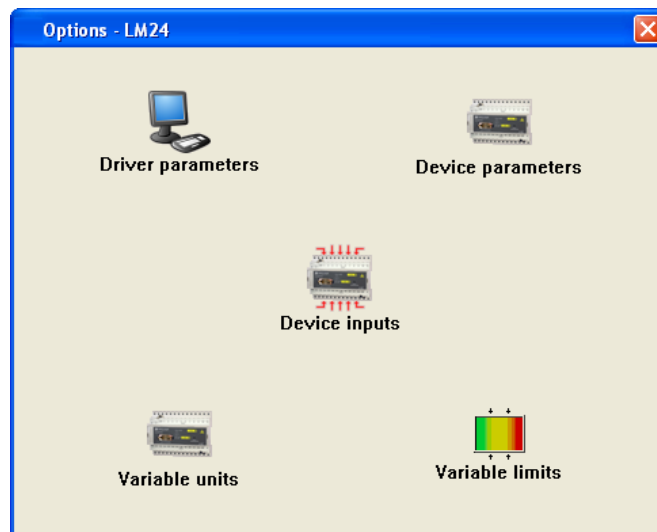 Options - LM24
Driver parameters
Device parameters
Device inputs
Variable units
Variable limits